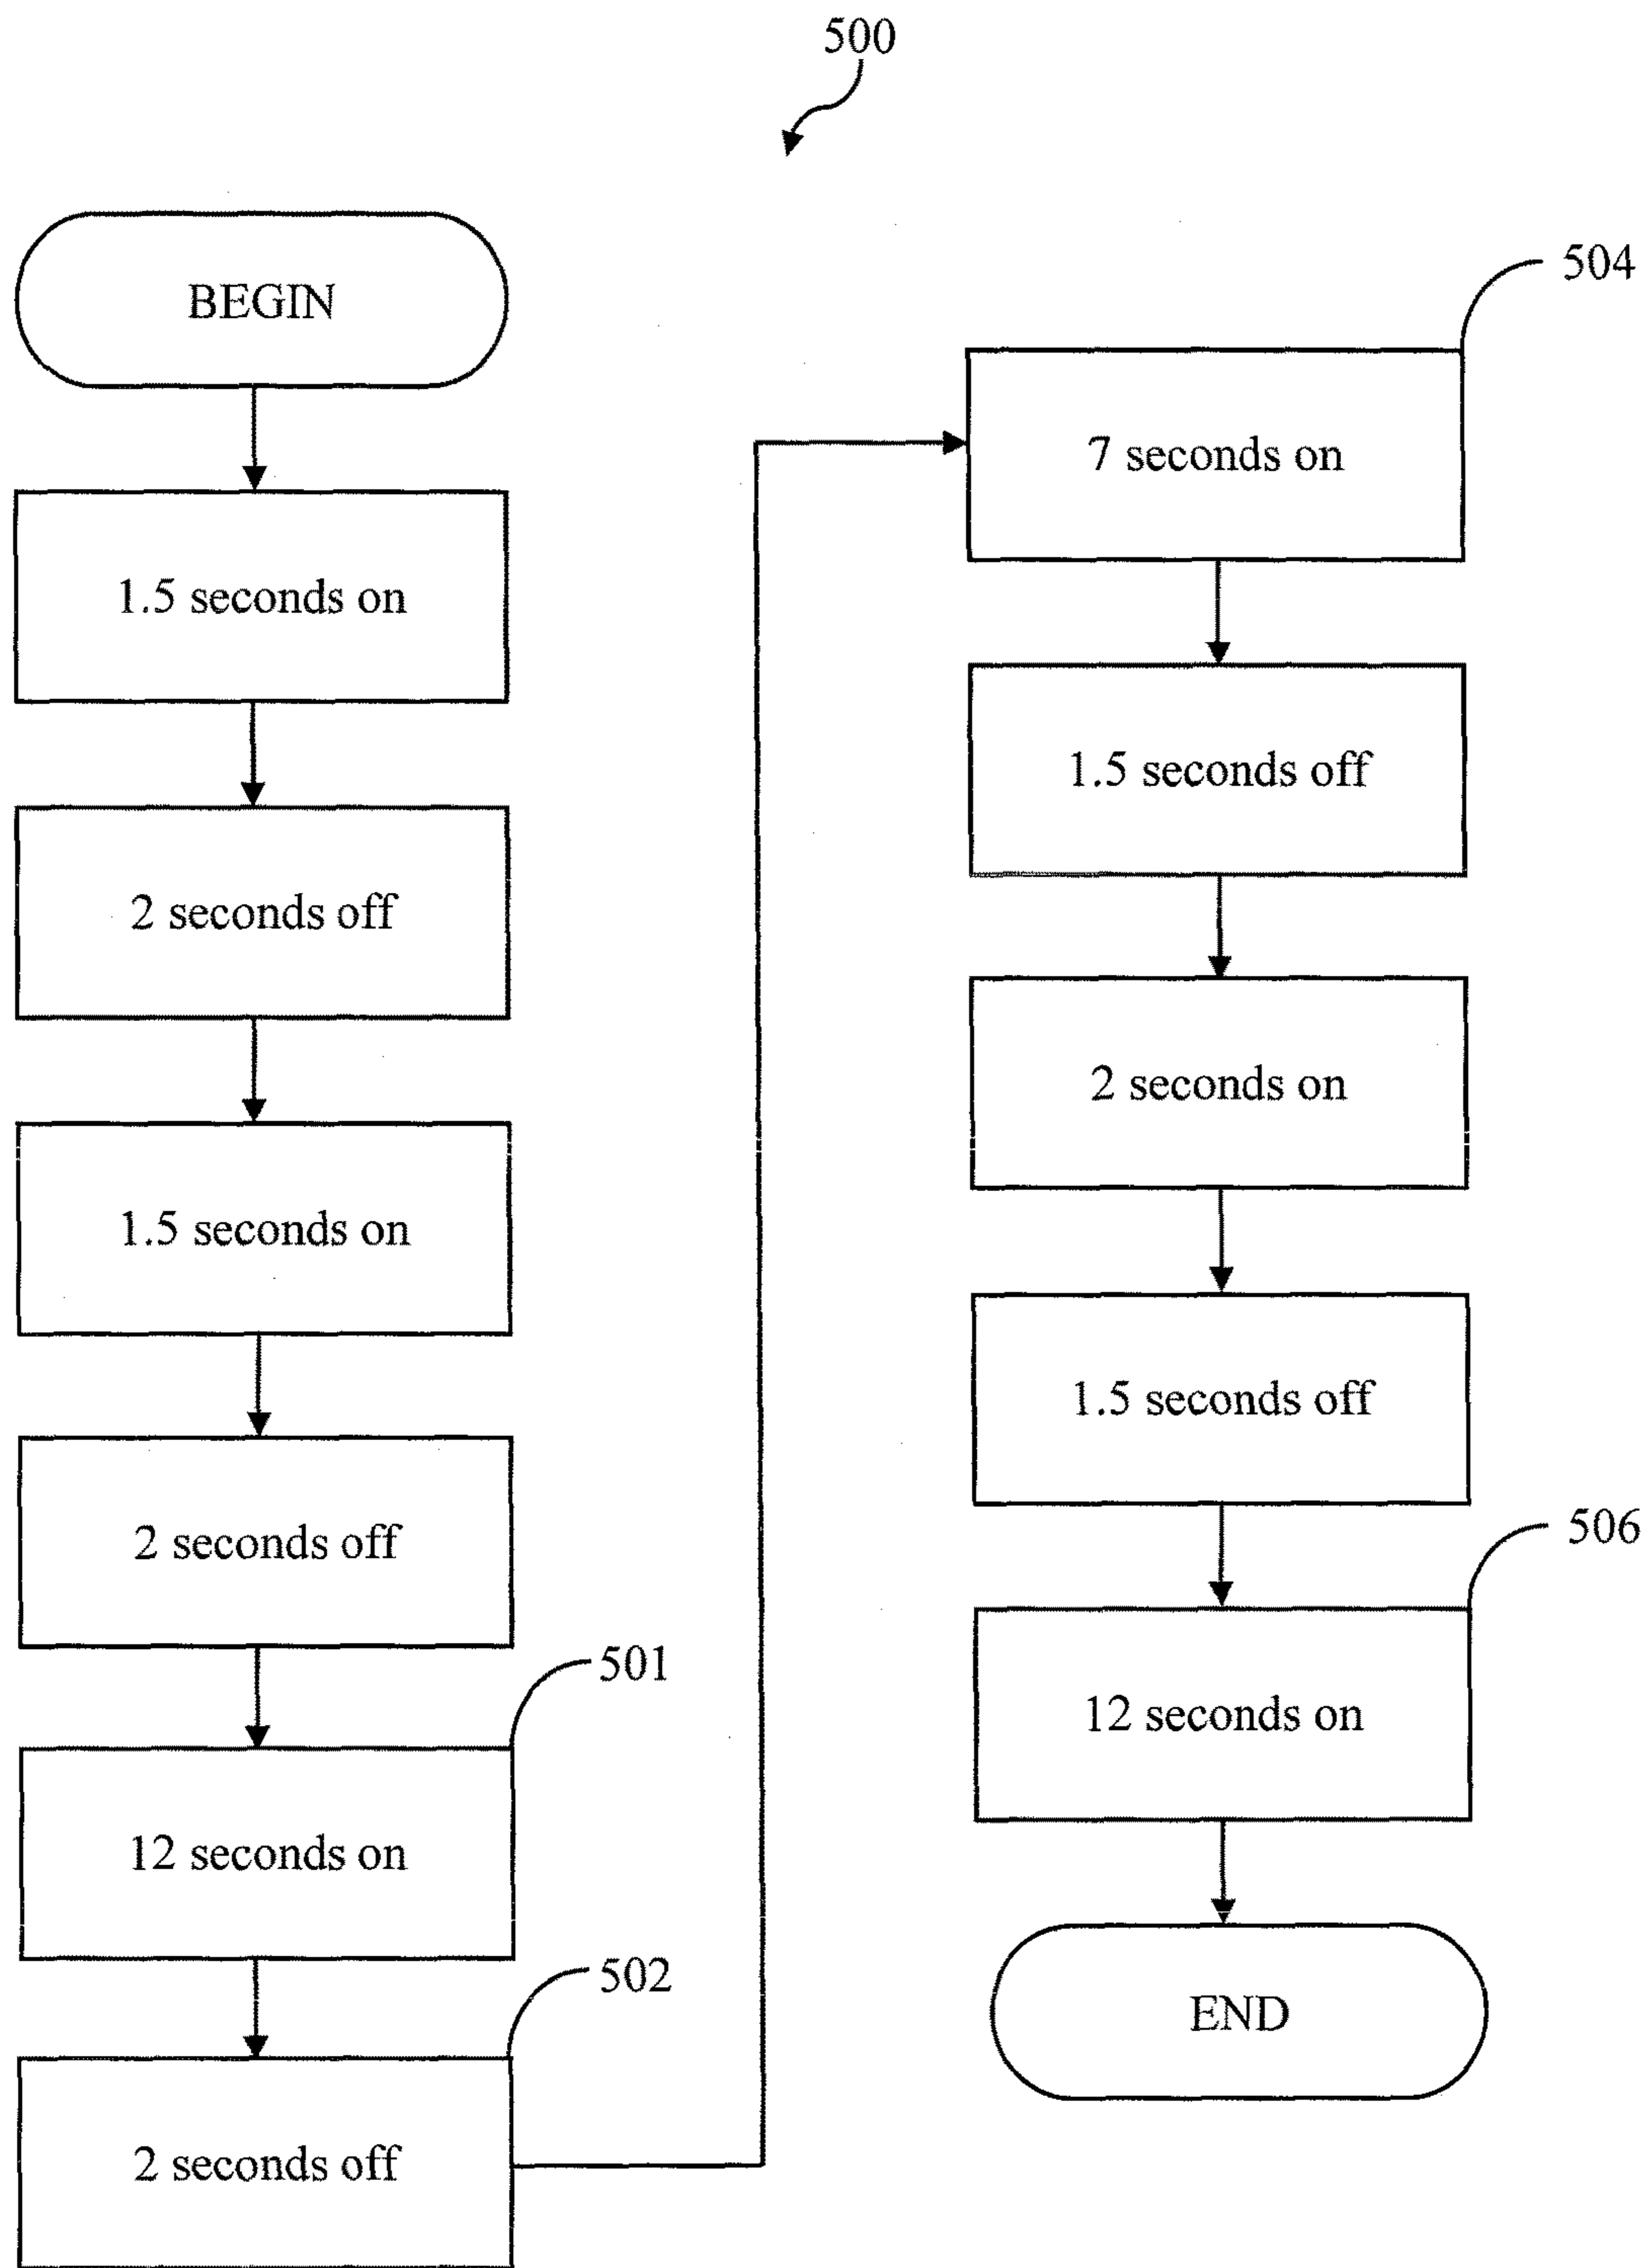 500
BEGIN
1.5 seconds on
2 seconds off
1.5 seconds on
2 seconds off
501
12 seconds on
502
2 seconds off
504
7 seconds on
1.5 seconds off
2 seconds on
1.5 seconds off
506
12 seconds on
END